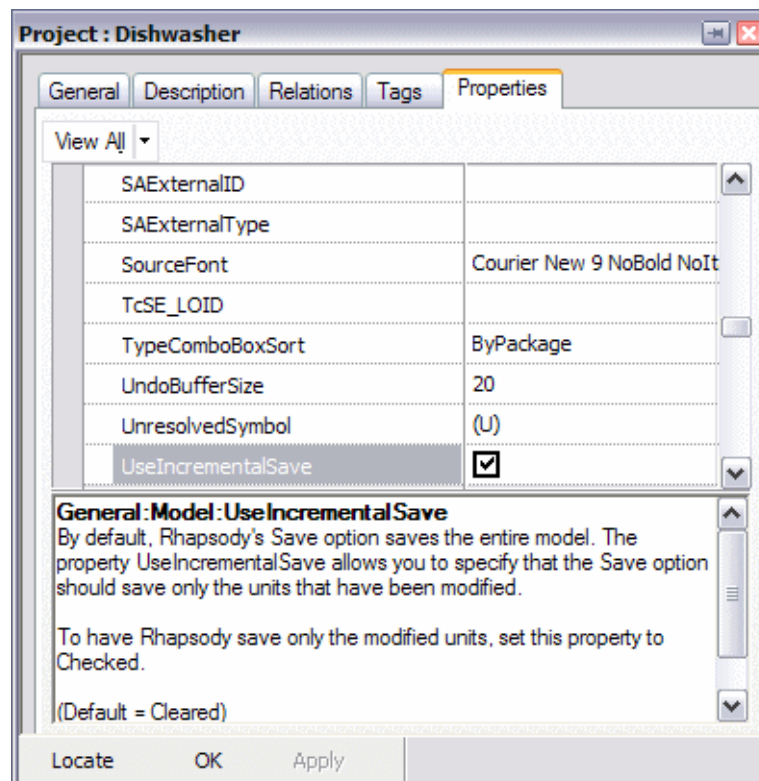 Project : Dishwasher
General Description Relations Tags Properties
View All
SAExternalID
SAExternalType
SourceFont Courier New 9 NoBold NoIt
TcSE_LOID
TypeComboBoxSort ByPackage
UndoBufferSize 20
UnresolvedSymbol (U)
UseIncrementalSave
General:Model:UseIncrementalSave
By default, Rhapsody's Save option saves the entire model. The
property UseIncrementalSave allows you to specify that the Save option
should save only the units that have been modified.
To have Rhapsody save only the modified units, set this property to
Checked.
(Default = Cleared)
Locate OK Apply